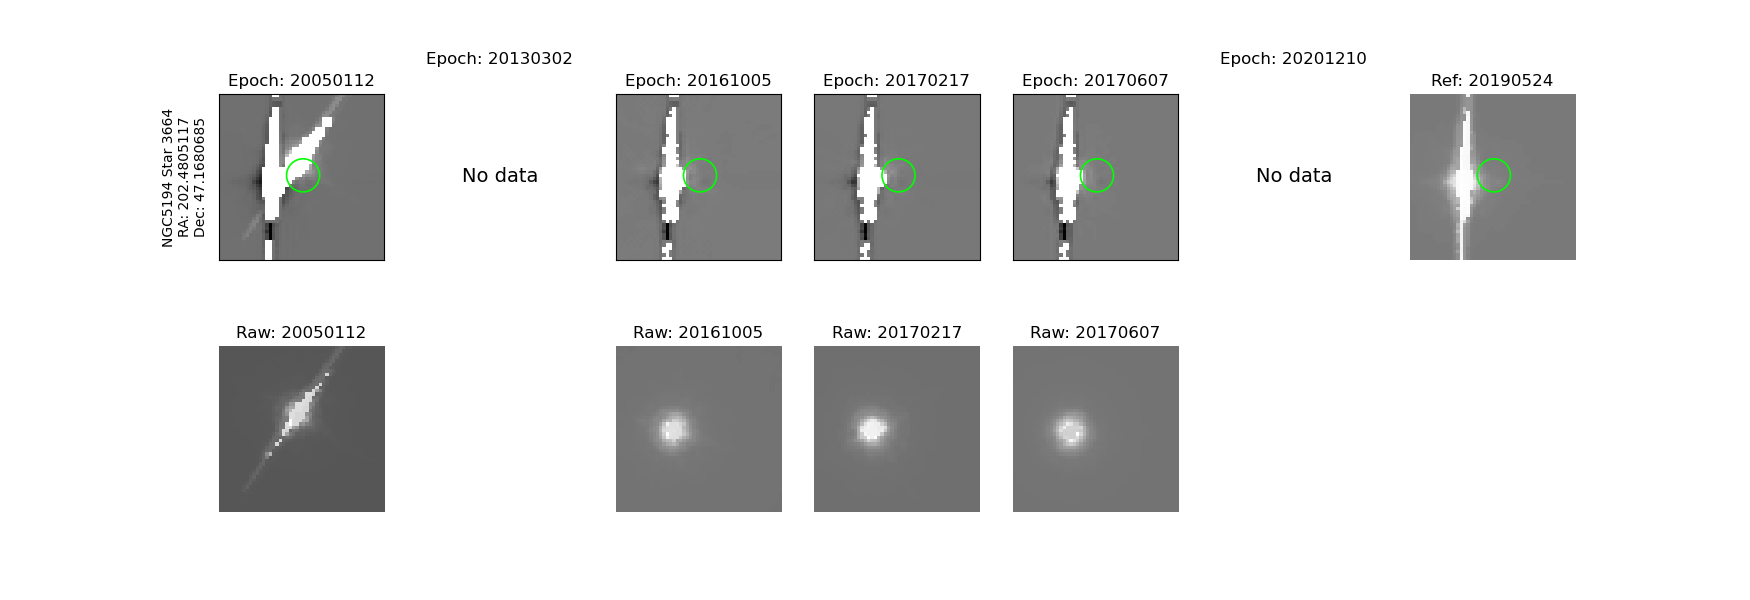 Epoch: 20130302
Epoch: 20201210
Epoch: 20050112
Epoch: 20161005
Epoch: 20170217
Epoch: 20170607
Ref: 20190524
NGC5194 Star 3664
RA: 202.4805117
Dec: 47.1680685
No data
No data
Raw: 20050112
Raw: 20161005
Raw: 20170217
Raw: 20170607